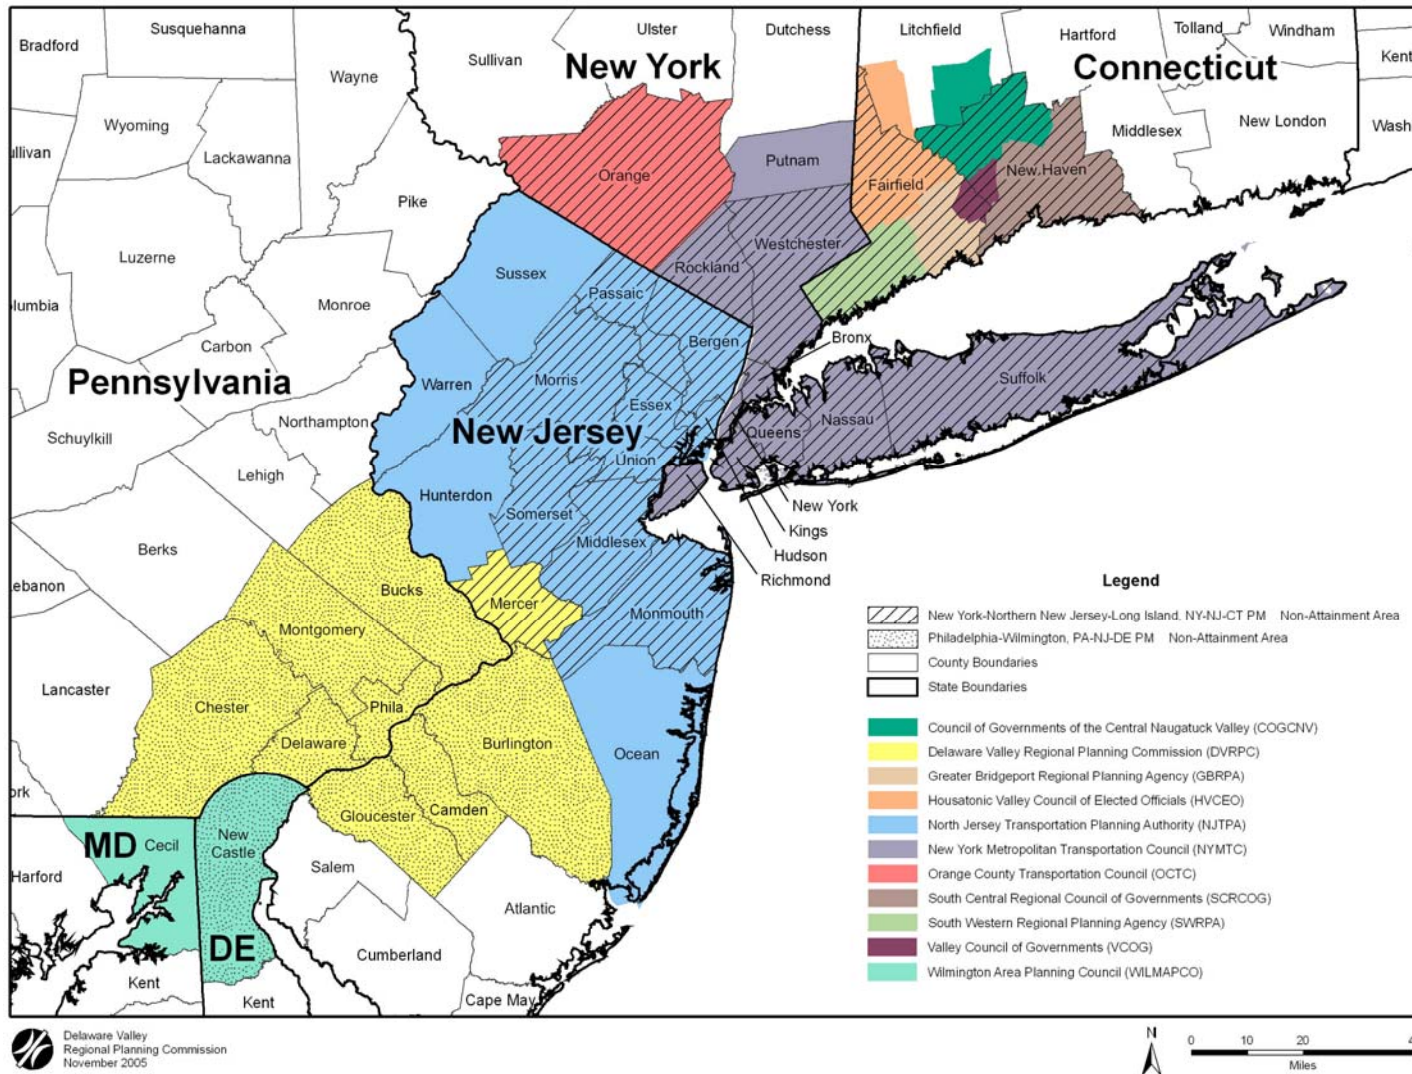 Susquehanna
Ulster
Dutchess
Litchfield
Hartford
Tolland
Windham
Bradford
Sullivan
New York
Connecticut
Kent
Wayne
Wyoming
Lackawanna
Middlesex
New London
Wash
ullivan
Putnam
Orange
Fairfield
New Haven
Pike
Luzerne
Westchester
Rockland
Sussex
Passaic
olumbia
Monroe
Bergen
Bronx
Carbon
Pennsylvania
Warren
Morris
Suffolk
Essex
Northampton
Nassau
Schuylkill
New Jersey
Queens
Lehigh
Union
Hunterdon
New York
Somerset
Kings
Berks
Middlesex
Hudson
Richmond
Legend
ebanon
Bucks
Mercer
Monmouth
New York-Northern New Jersey-Long Island. NY-NJ-CT PM Non-Attainment Area
Montgomery
Philadelphia-Wilmington, PA-NJ-DE PM Non-Attainment Area
County Boundaries
Lancaster
State Boundaries
Chester
Phila
Council of Governments of the Central Naugatuck Valley (COGCNV)
Delaware
Burlington
Ocean
Delaware Valley Regional Planning Commission (DVRPC)
Greater Bridgeport Regional Planning Agency (GBRPA)
ork
Camden
Housatonic Valley Council of Elected Officials (HVCEO)
Gloucester
North Jersey Transportation Planning Authority (NJTPA)
New
Castle
MD
Cecil
New York Metropolitan Transportation Council (NYMTC)
Salem
Harford
Orange County Transportation Council (OCTC)
South Central Regional Council of Governments (SCRCOG)
Atlantic
South Western Regional Planning Agency (SWRPA)
DE
Cumberland
Valley Council of Governments (VCOG)
Wilmington Area Planning Council (WILMAPCO)
Kent
Kent
Cape May
Delaware Valley
Regional Planning Commission
November 2005
N
0 10 20 4
Miles